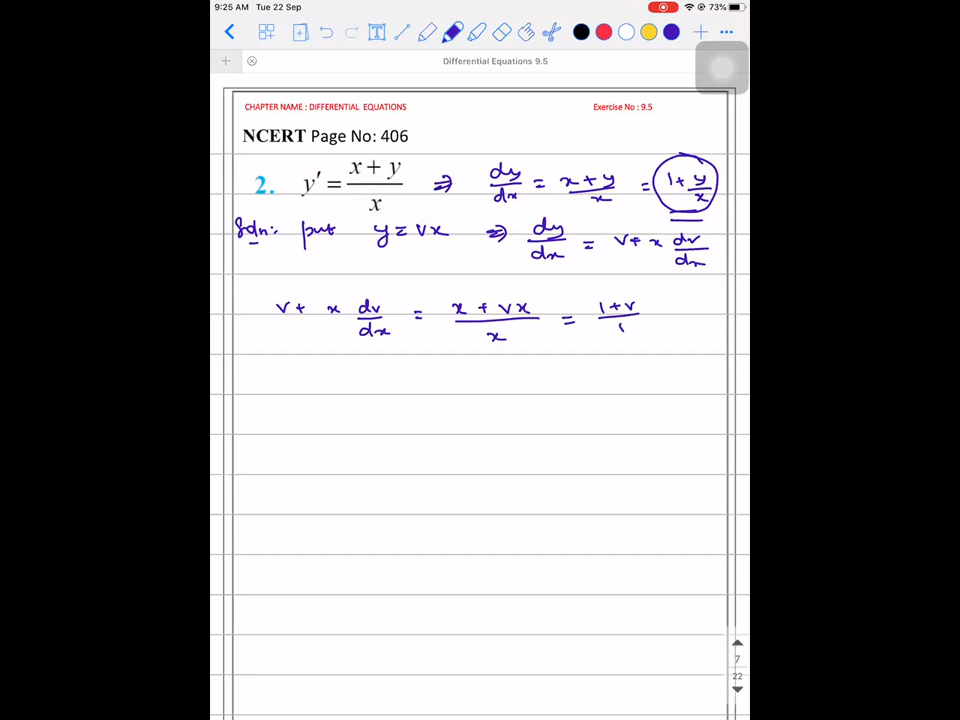 9:25 AM Tue 22 Sep 73%
Differential Equations 9.5
CHAPTER NAME : DIFFERENTIAL EQUATIONS Exercise No : 9.5
NCERT Page No: 406
2. y′ = (x + y)/x ⇒ dy/dx = (x + y)/x = 1 + y/x
Soln: put y = vx ⇒ dy/dx = v + x dv/dx
v + x dv/dx = (x + vx)/x = (1+v)/1
7
22